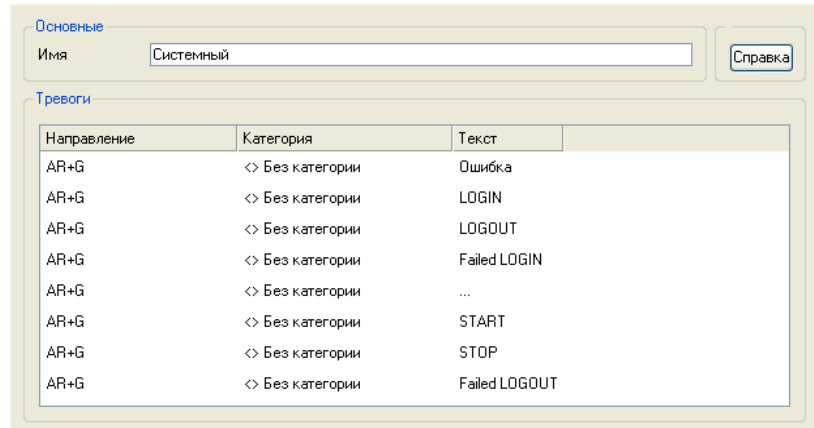 Основные
Имя Системный Справка
Тревоги
Направление Категория Текст
AR+G <> Без категории Ошибка
AR+G <> Без категории LOGIN
AR+G <> Без категории LOGOUT
AR+G <> Без категории Failed LOGIN
AR+G <> Без категории ...
AR+G <> Без категории START
AR+G <> Без категории STOP
AR+G <> Без категории Failed LOGOUT